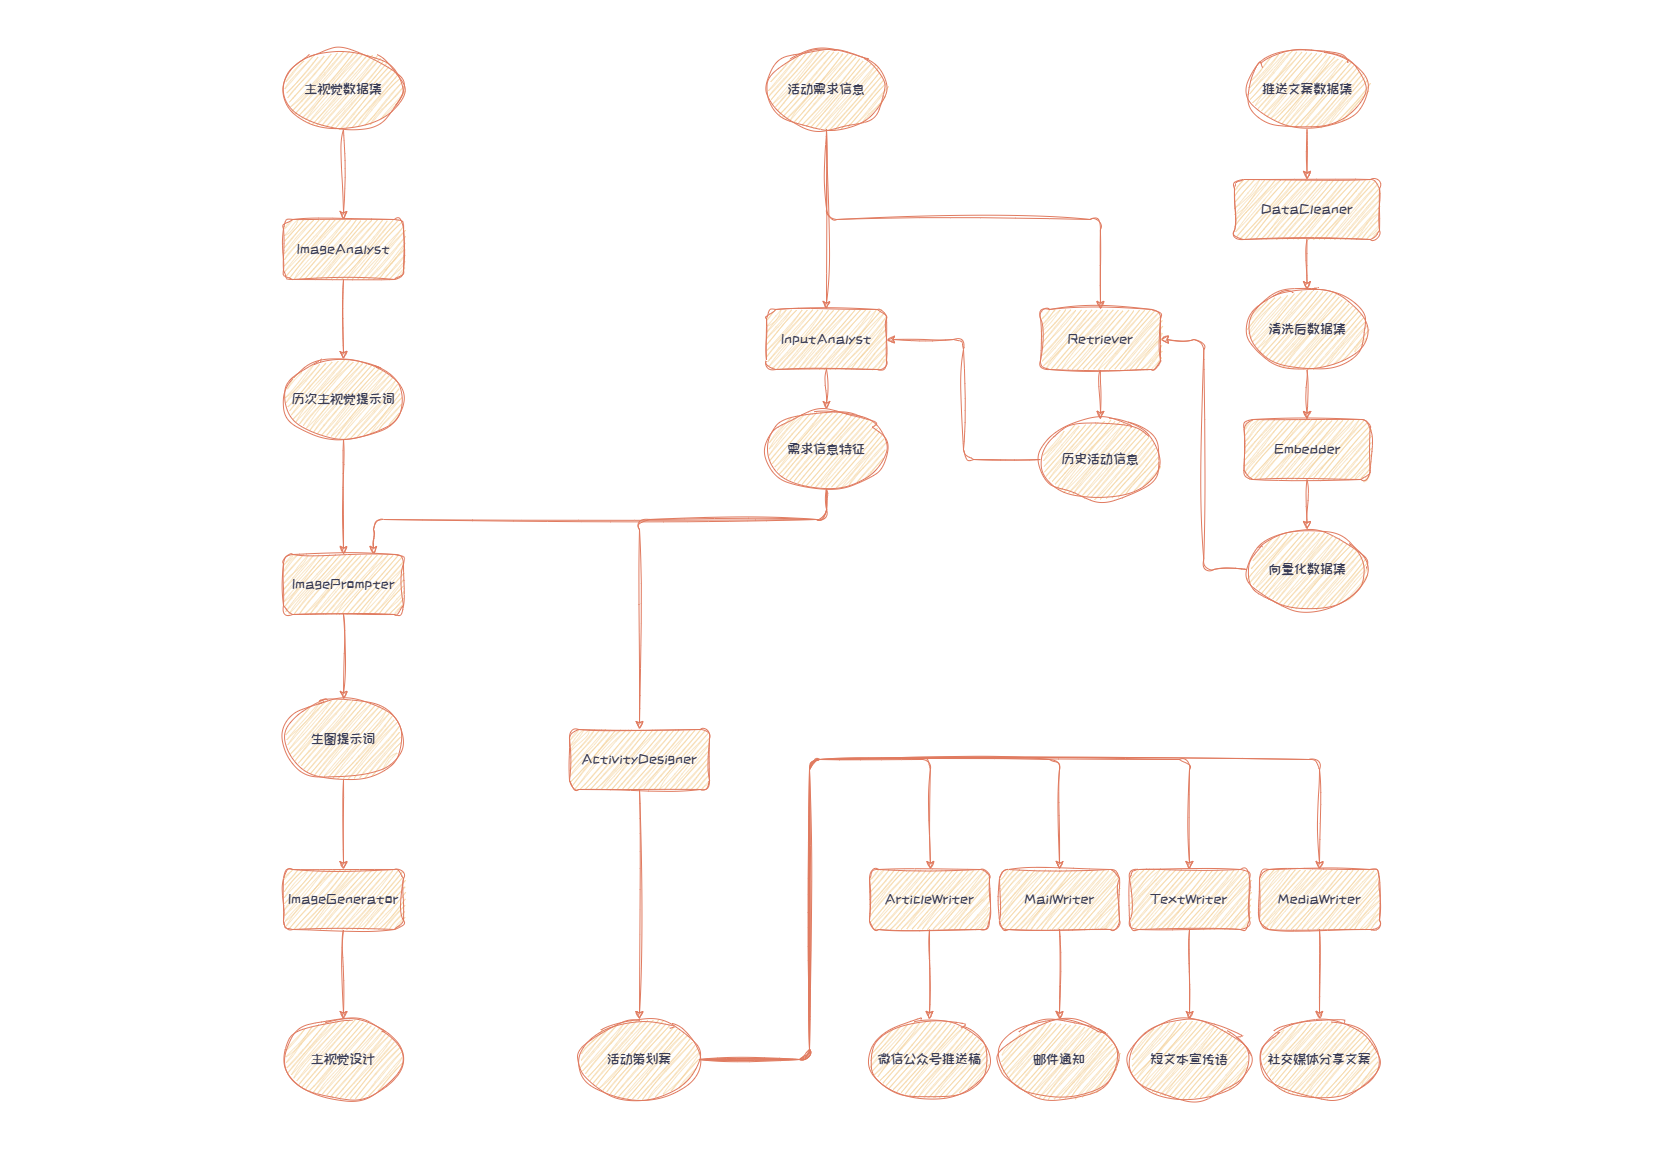 主视觉数据集
活动需求信息
推送文案数据集
DataCleaner
ImageAnalyst
清洗后数据集
InputAnalyst
Retriever
历次主视觉提示词
需求信息特征
历史活动信息
Embedder
向量化数据集
ImagePrompter
生图提示词
ActivityDesigner
ImageGenerator
ArticleWriter
MailWriter
TextWriter
MediaWriter
主视觉设计
活动策划案
微信公众号推送稿
邮件通知
短文本宣传语
社交媒体分享文案